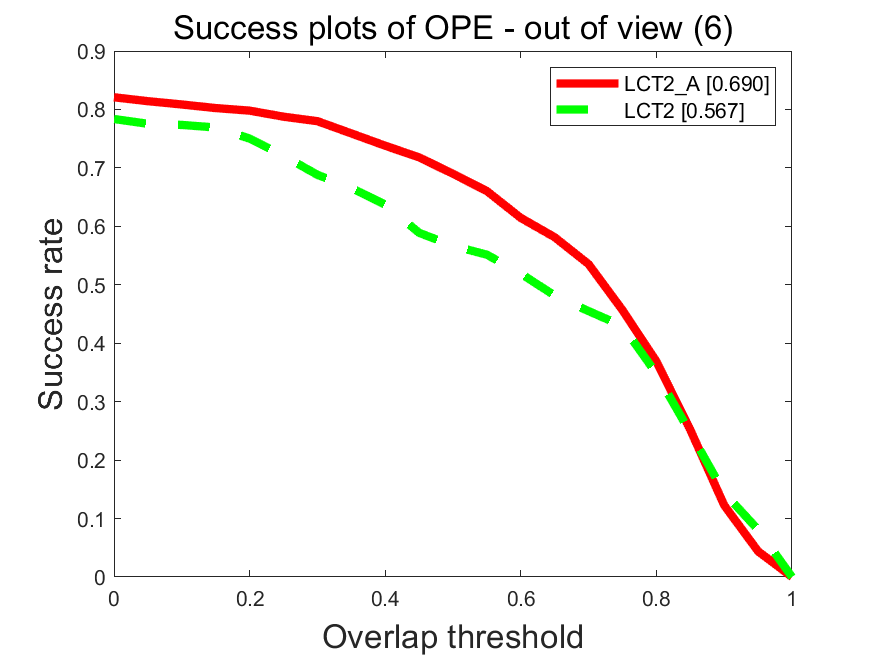 Success plots of OPE - out of view (6)
LCT2_A [0.690]
LCT2 [0.567]
Success rate
0.9
0.8
0.7
0.6
0.5
0.4
0.3
0.2
0.1
0
0 0.2 0.4 0.6 0.8 1
Overlap threshold